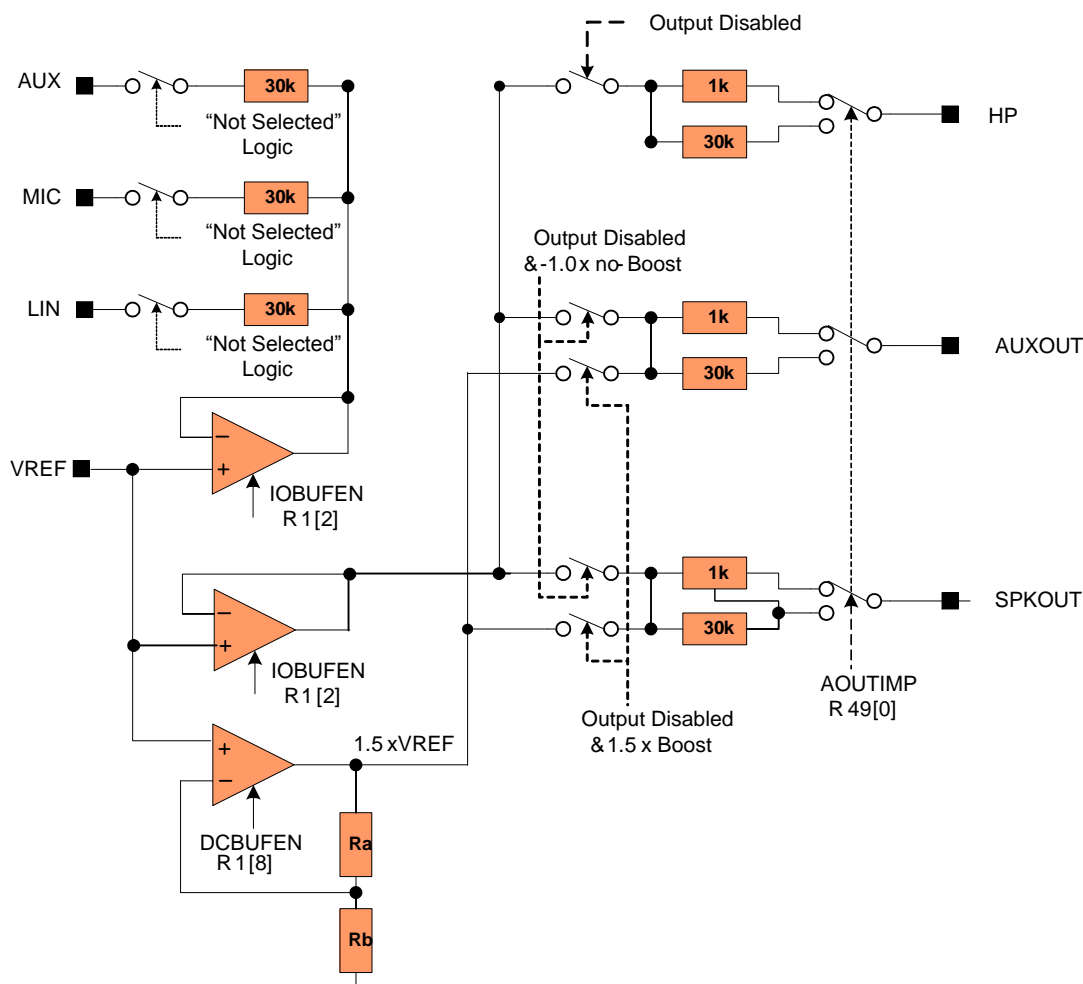 Output Disabled
AUX
30k
1k
HP
“Not Selected”
Logic
30k
MIC
30k
“Not Selected”
Logic
Output Disabled
& -1.0 x no- Boost
LIN
30k
1k
“Not Selected”
Logic
AUXOUT
30k
VREF
IOBUFEN
R 1 [2]
1k
SPKOUT
30k
IOBUFEN
R 1 [2]
AOUTIMP
R 49[0]
Output Disabled
& 1.5 x Boost
1.5 xVREF
DCBUFEN
R 1 [8]
Ra
Rb